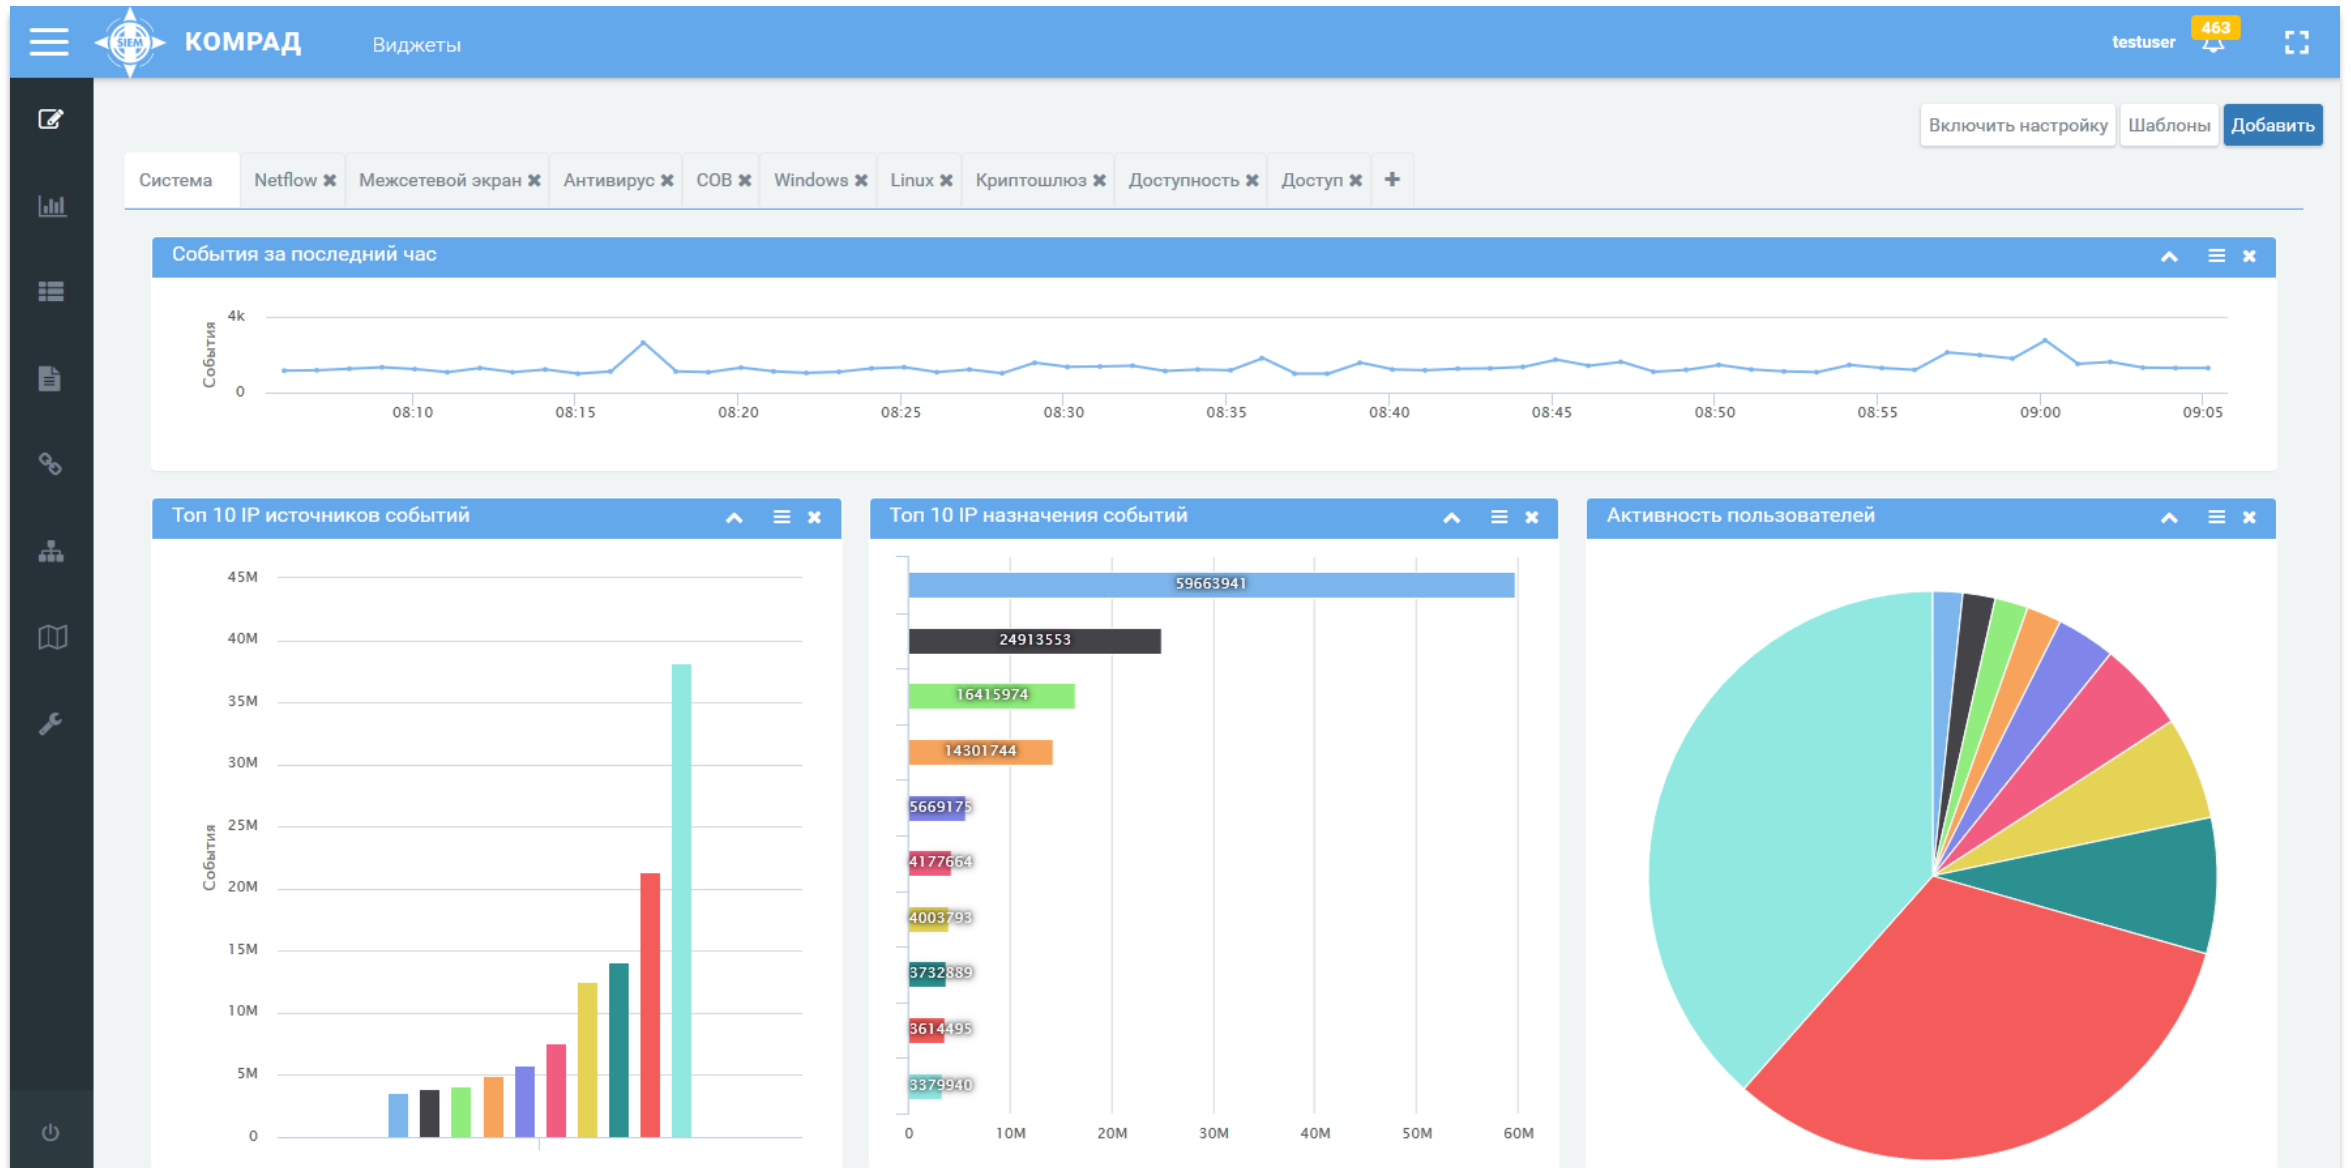 SIEM КОМРАД Виджеты testuser 463
Включить настройку Шаблоны Добавить
Система Netflow Межсетевой экран Антивирус СОВ Windows Linux Криптошлюз Доступность Доступ
События за последний час
4k
События
0
08:10 08:15 08:20 08:25 08:30 08:35 08:40 08:45 08:50 08:55 09:00 09:05
Топ 10 IP источников событий
45M
40M
35M
30M
25M
События
20M
15M
10M
5M
0
Топ 10 IP назначения событий
59663941
24913553
16415974
14301744
5669175
4177664
4003793
3732889
3614495
3379940
0 10M 20M 30M 40M 50M 60M
Активность пользователей